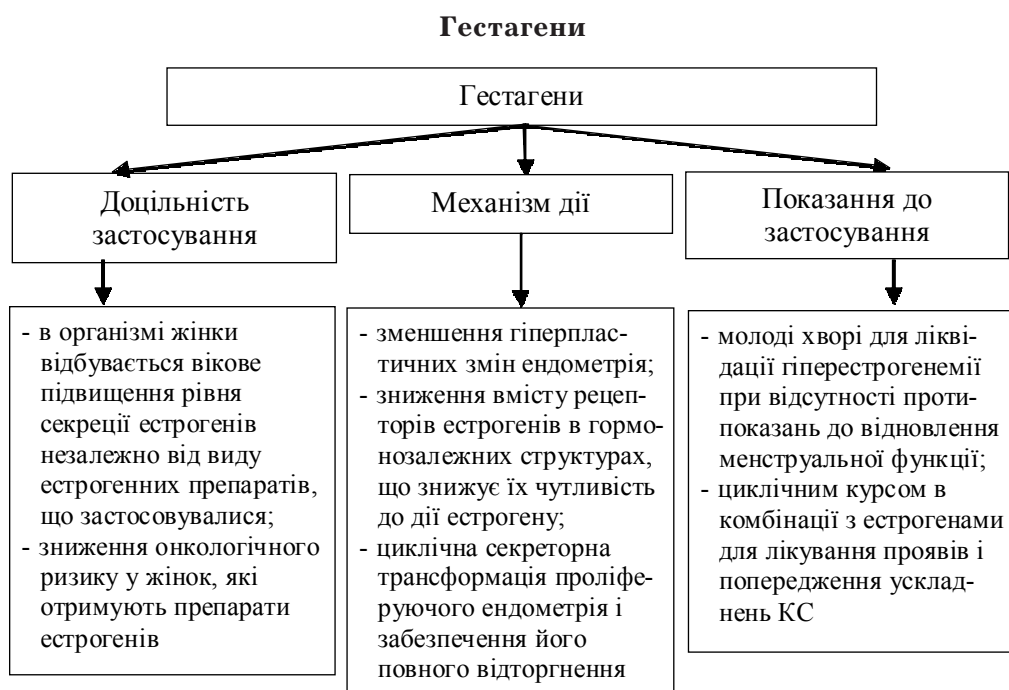 Гестагени
Гестагени
Доцільність
застосування
Механізм дії
Показання до
застосування
- в організмі жінки
відбувається вікове
підвищення рівня
секреції естрогенів
незалежно від виду
естрогенних препаратів,
що застосовувалися;
- зниження онкологічного
ризику у жінок, які
отримують препарати
естрогенів
- зменшення гіперплас-
тичних змін ендометрія;
- зниження вмісту рецеп-
торів естрогенів в гормо-
нозалежних структурах,
що знижує їх чутливість
до дії естрогену;
- циклічна секреторна
трансформація проліфе-
руючого ендометрія і
забезпечення його
повного відторгнення
- молоді хворі для лікві-
дації гіперестрогенемії
при відсутності проти-
показань до відновлення
менструальної функції;
- циклічним курсом в
комбінації з естрогенами
для лікування проявів і
попередження усклад-
нень КС